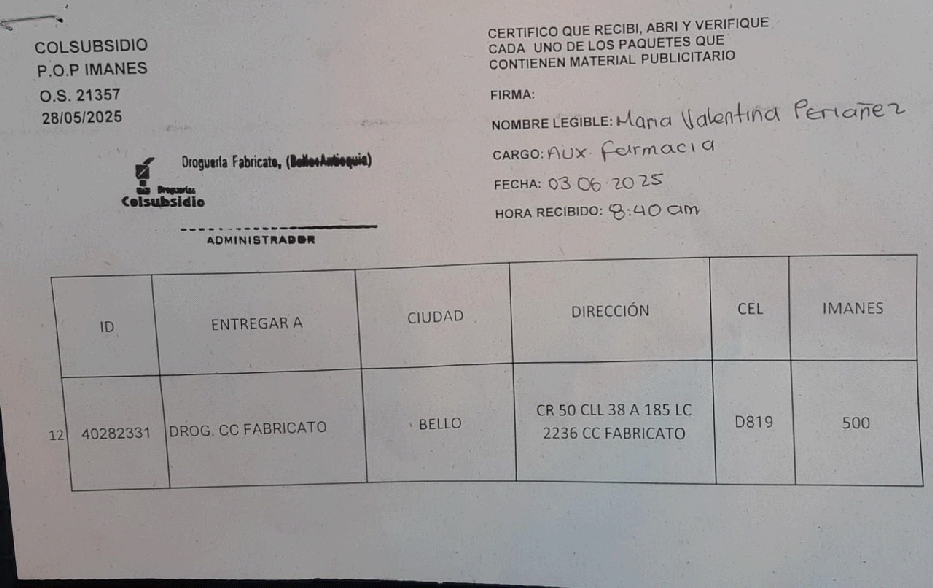 COLSUBSIDIO
P.O.P IMANES
O.S. 21357
28/05/2025
CERTIFICO QUE RECIBI, ABRI Y VERIFIQUE
CADA UNO DE LOS PAQUETES QUE
CONTIENEN MATERIAL PUBLICITARIO
FIRMA:
NOMBRE LEGIBLE: Maria Valentina Periañez
CARGO: Aux. Farmacia
FECHA: 03 06 2025
HORA RECIBIDO: 8:40 am
Droguería Fabricato, (Bello-Antioquia)
Droguerías
Colsubsidio
ADMINISTRADOR
ID ENTREGAR A CIUDAD DIRECCIÓN CEL IMANES
12 40282331 DROG. CC FABRICATO BELLO CR 50 CLL 38 A 185 LC D819 500
2236 CC FABRICATO